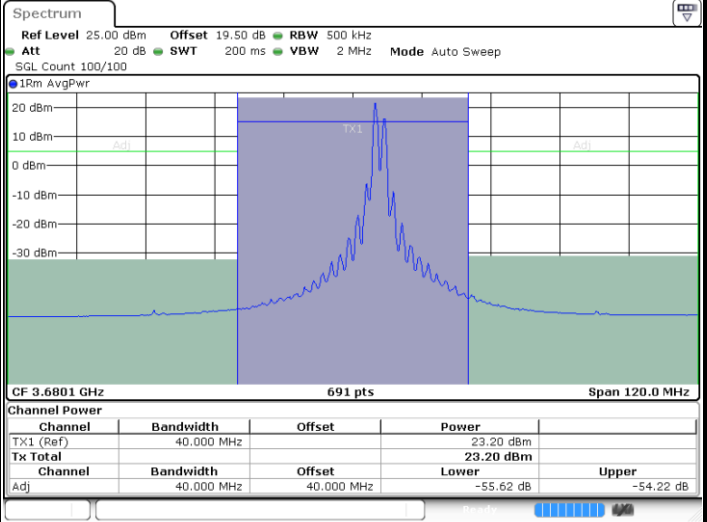 Spectrum
Ref Level 25.00 dBm Offset 19.50 dB RBW 500 kHz
Att 20 dB SWT 200 ms VBW 2 MHz Mode Auto Sweep
SGL Count 100/100
1Rm AvgPwr
20 dBm
TX1
10 dBm
Adj Adj
0 dBm
-10 dBm
-20 dBm
-30 dBm
CF 3.6801 GHz 691 pts Span 120.0 MHz
Channel Power
Channel Bandwidth Offset Power
TX1 (Ref) 40.000 MHz 23.20 dBm
Tx Total 23.20 dBm
Channel Bandwidth Offset Lower Upper
Adj 40.000 MHz 40.000 MHz -55.62 dB -54.22 dB
Ready